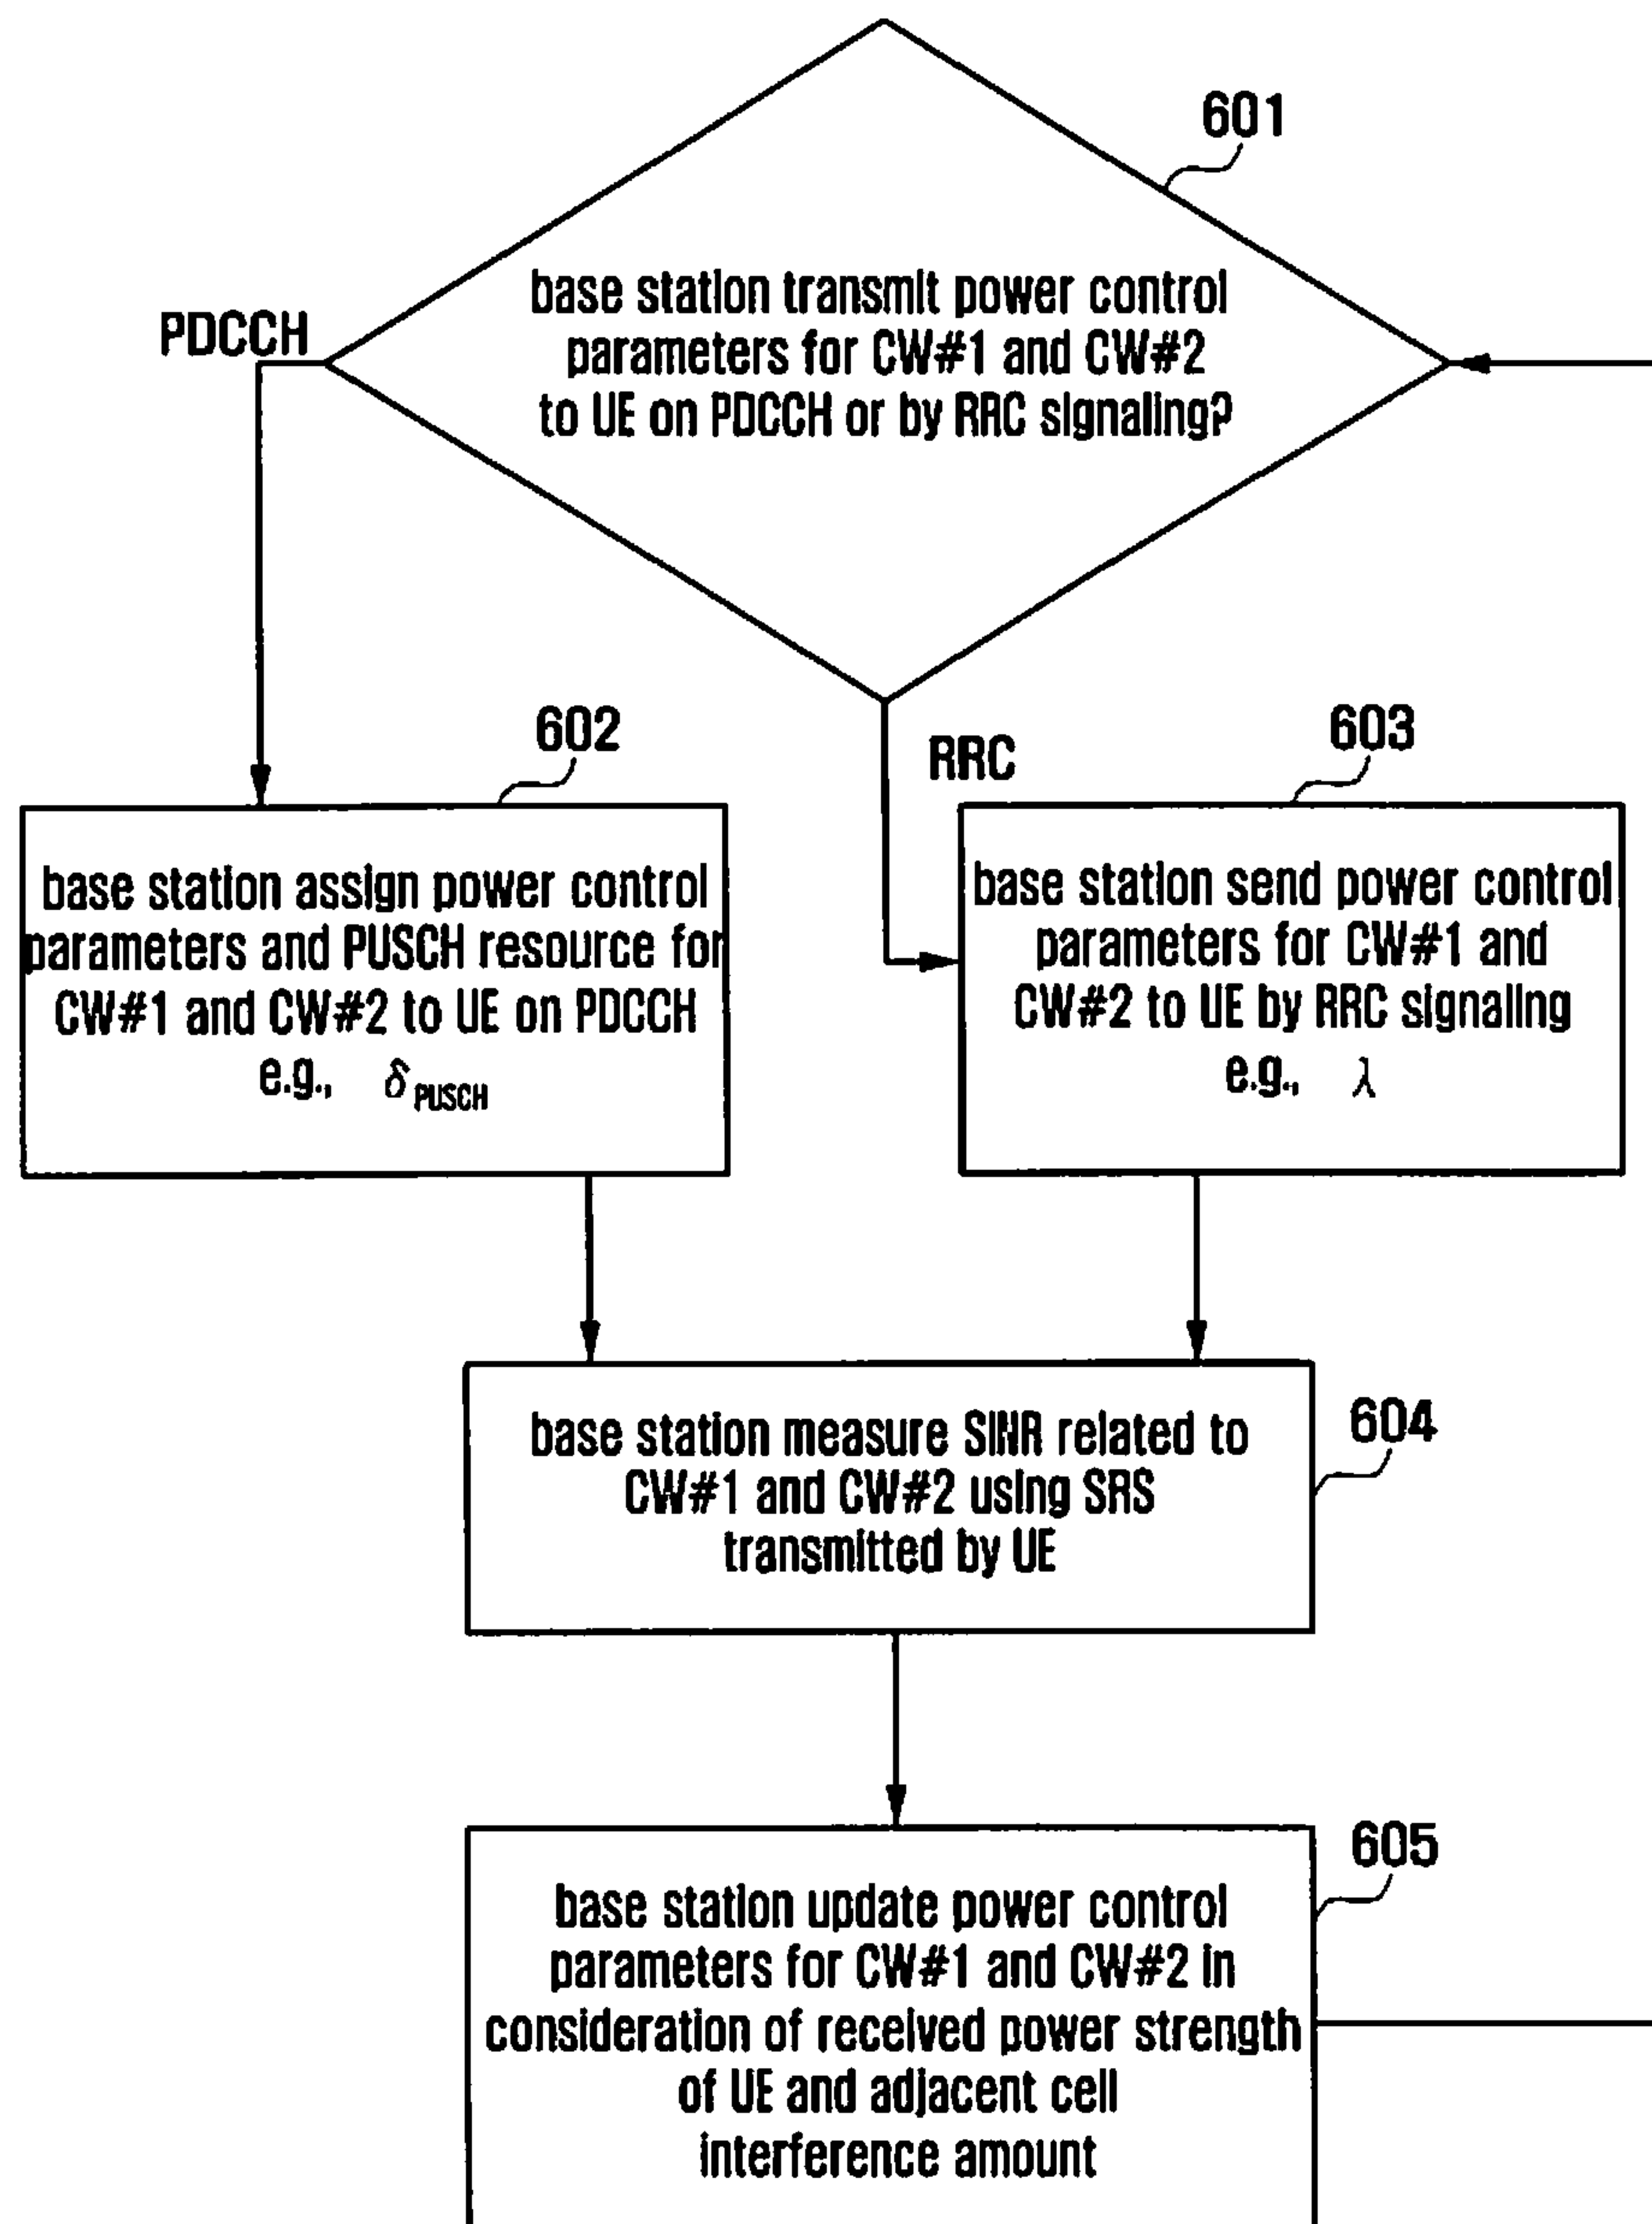 601
base station transmit power control
parameters for CW#1 and CW#2
to UE on PDCCH or by RRC signaling?
PDCCH
RRC
602
base station assign power control
parameters and PUSCH resource for
CW#1 and CW#2 to UE on PDCCH
e.g., δPUSCH
603
base station send power control
parameters for CW#1 and
CW#2 to UE by RRC signaling
e.g., λ
604
base station measure SINR related to
CW#1 and CW#2 using SRS
transmitted by UE
605
base station update power control
parameters for CW#1 and CW#2 in
consideration of received power strength
of UE and adjacent cell
interference amount